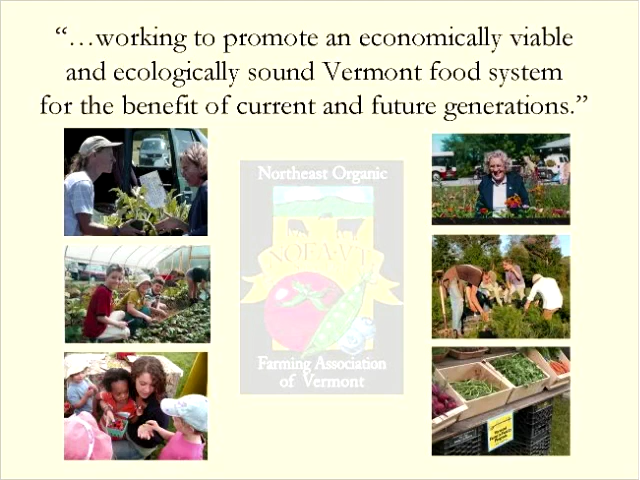 “…working to promote an economically viable
and ecologically sound Vermont food system
for the benefit of current and future generations.”
Northeast Organic
NOFA-VT
Farming Association
of Vermont